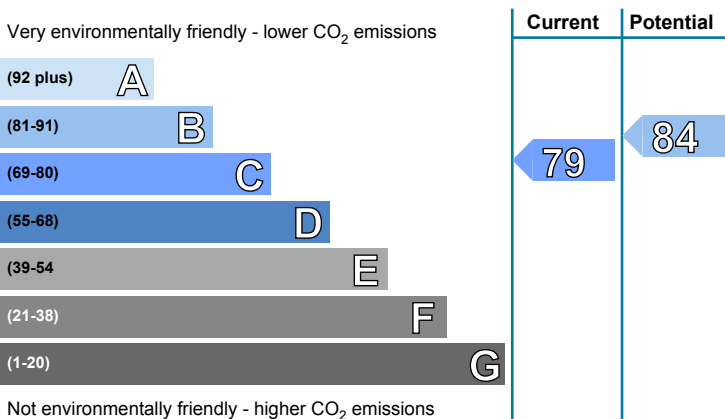 Current Potential
Very environmentally friendly - lower CO₂ emissions
(92 plus) A
(81-91) B
84
(69-80) C
79
(55-68) D
(39-54 E
(21-38) F
(1-20) G
Not environmentally friendly - higher CO₂ emissions